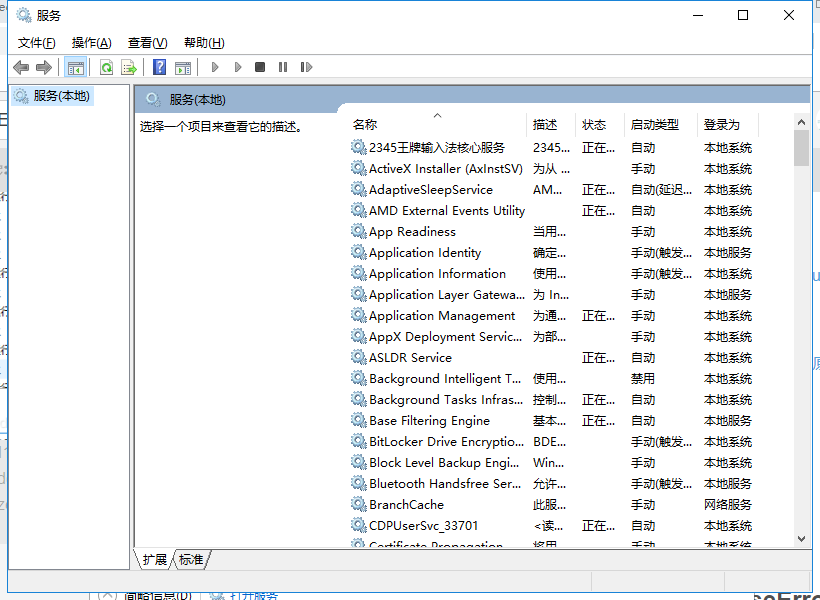 服务
文件(F) 操作(A) 查看(V) 帮助(H)
服务(本地)
服务(本地)
选择一个项目来查看它的描述。
名称 描述 状态 启动类型 登录为
2345王牌输入法核心服务 2345... 正在... 自动 本地系统
ActiveX Installer (AxInstSV) 为从 ... 手动 本地系统
AdaptiveSleepService AM... 正在... 自动(延迟... 本地系统
AMD External Events Utility 正在... 自动 本地系统
App Readiness 当用... 手动 本地系统
Application Identity 确定... 手动(触发... 本地服务
Application Information 使用... 手动(触发... 本地系统
Application Layer Gatewa... 为 In... 手动 本地服务
Application Management 为通... 正在... 手动 本地系统
AppX Deployment Servic... 为部... 手动 本地系统
ASLDR Service 正在... 自动 本地系统
Background Intelligent T... 使用... 禁用 本地系统
Background Tasks Infras... 控制... 正在... 自动 本地系统
Base Filtering Engine 基本... 正在... 自动 本地服务
BitLocker Drive Encryptio... BDE... 手动(触发... 本地系统
Block Level Backup Engi... Win... 手动 本地系统
Bluetooth Handsfree Ser... 允许... 手动(触发... 本地服务
BranchCache 此服... 手动 网络服务
CDPUserSvc_33701 <读... 正在... 自动 本地系统
Certificate Propagation 将用... 手动 本地系统
扩展 标准
打开服务